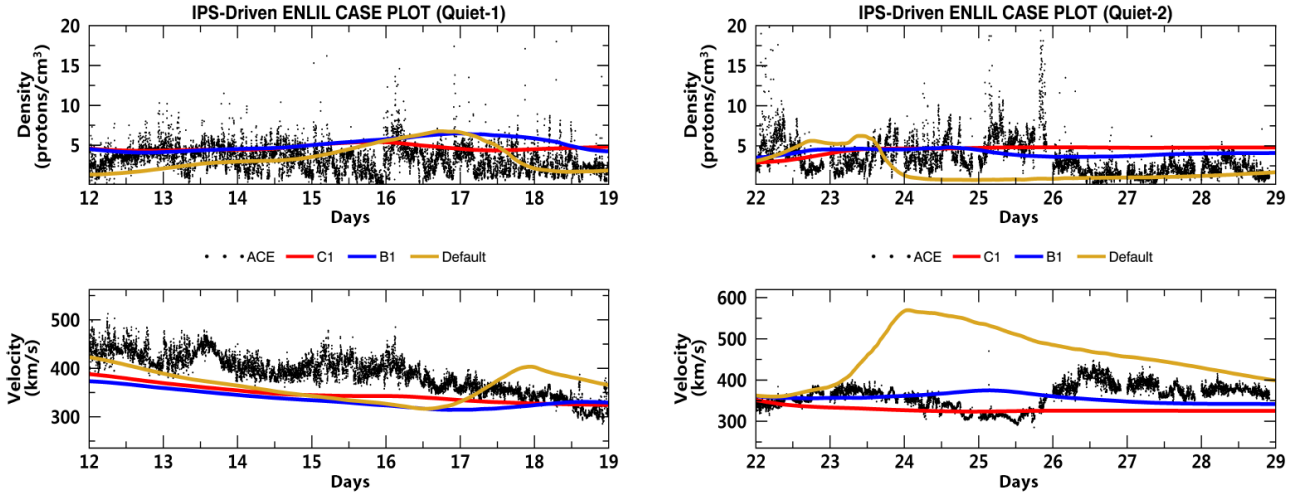 IPS-Driven ENLIL CASE PLOT (Quiet-1)
Density
(protons/cm³)
20
15
10
5
12 13 14 15 16 17 18 19
Days
ACE C1 B1 Default
Velocity
(km/s)
500
400
300
12 13 14 15 16 17 18 19
Days
IPS-Driven ENLIL CASE PLOT (Quiet-2)
Density
(protons/cm³)
20
15
10
5
22 23 24 25 26 27 28 29
Days
ACE C1 B1 Default
Velocity
(km/s)
600
500
400
300
22 23 24 25 26 27 28 29
Days